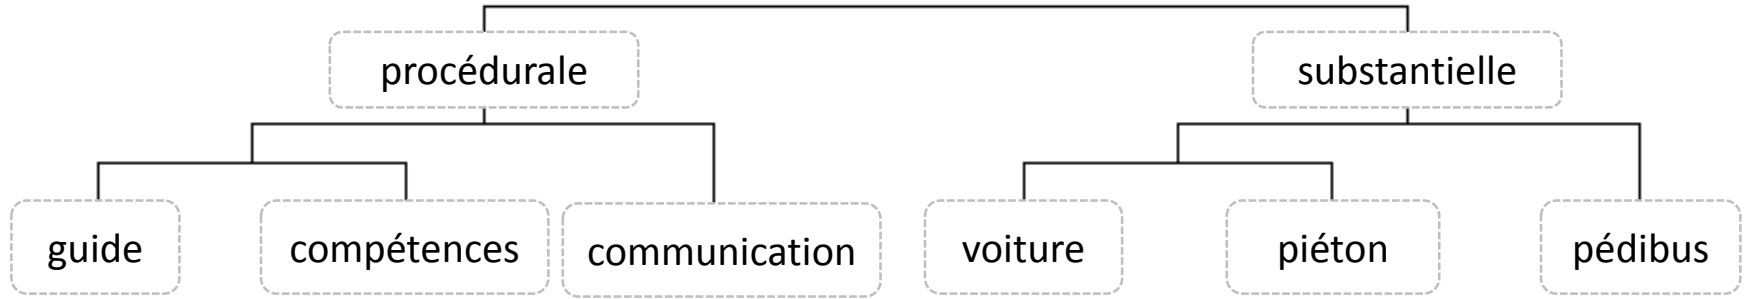 procédurale
substantielle
guide
compétences
communication
voiture
piéton
pédibus